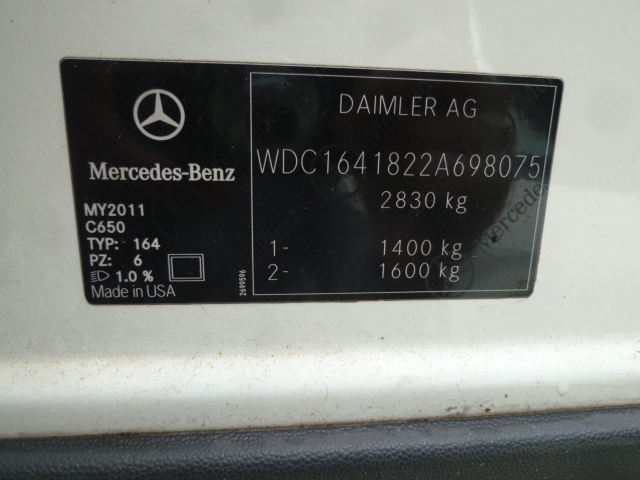 Mercedes-Benz
MY2011
C650
TYP: 164
PZ: 6
1.0 %
Made in USA
2699596
DAIMLER AG
WDC1641822A698075
2830 kg
1- 1400 kg
2- 1600 kg